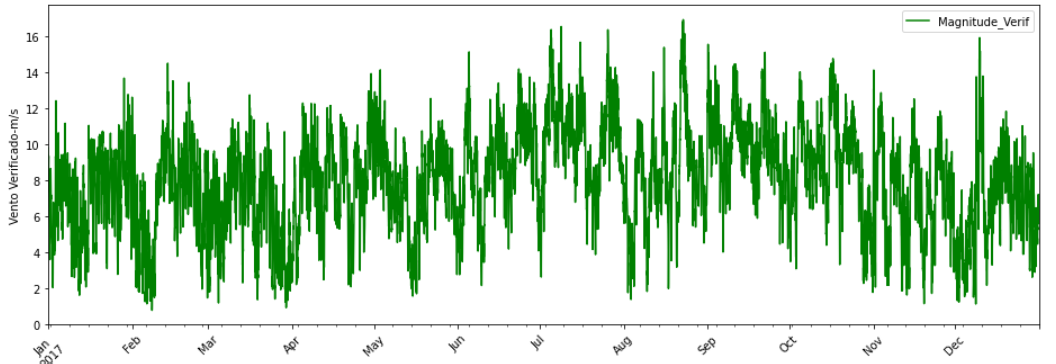 Magnitude_Verif
Vento Verificado-m/s
16
14
12
10
8
6
4
2
0
Jan
2017
Feb
Mar
Apr
May
Jun
Jul
Aug
Sep
Oct
Nov
Dec